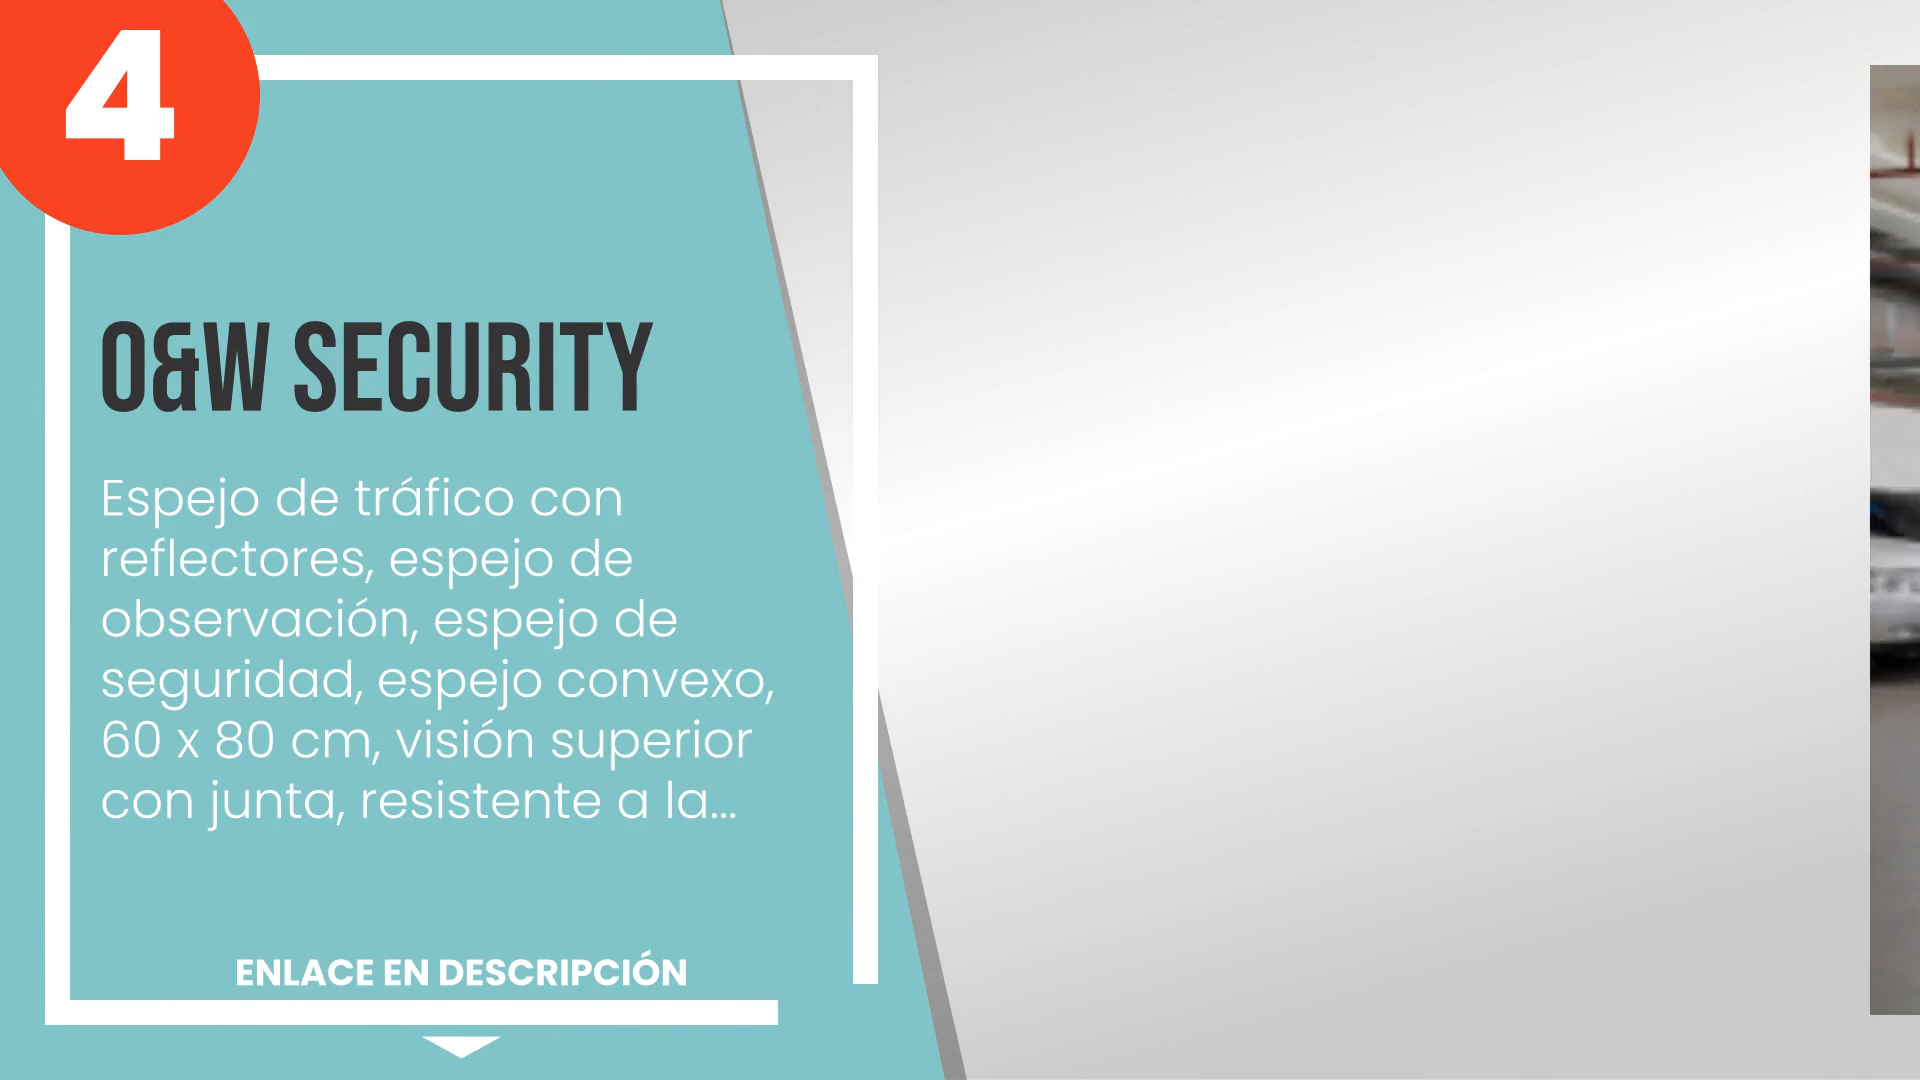 4
O&W SECURITY
Espejo de tráfico con
reflectores, espejo de
observación, espejo de
seguridad, espejo convexo,
60 x 80 cm, visión superior
con junta, resistente a la...
ENLACE EN DESCRIPCIÓN